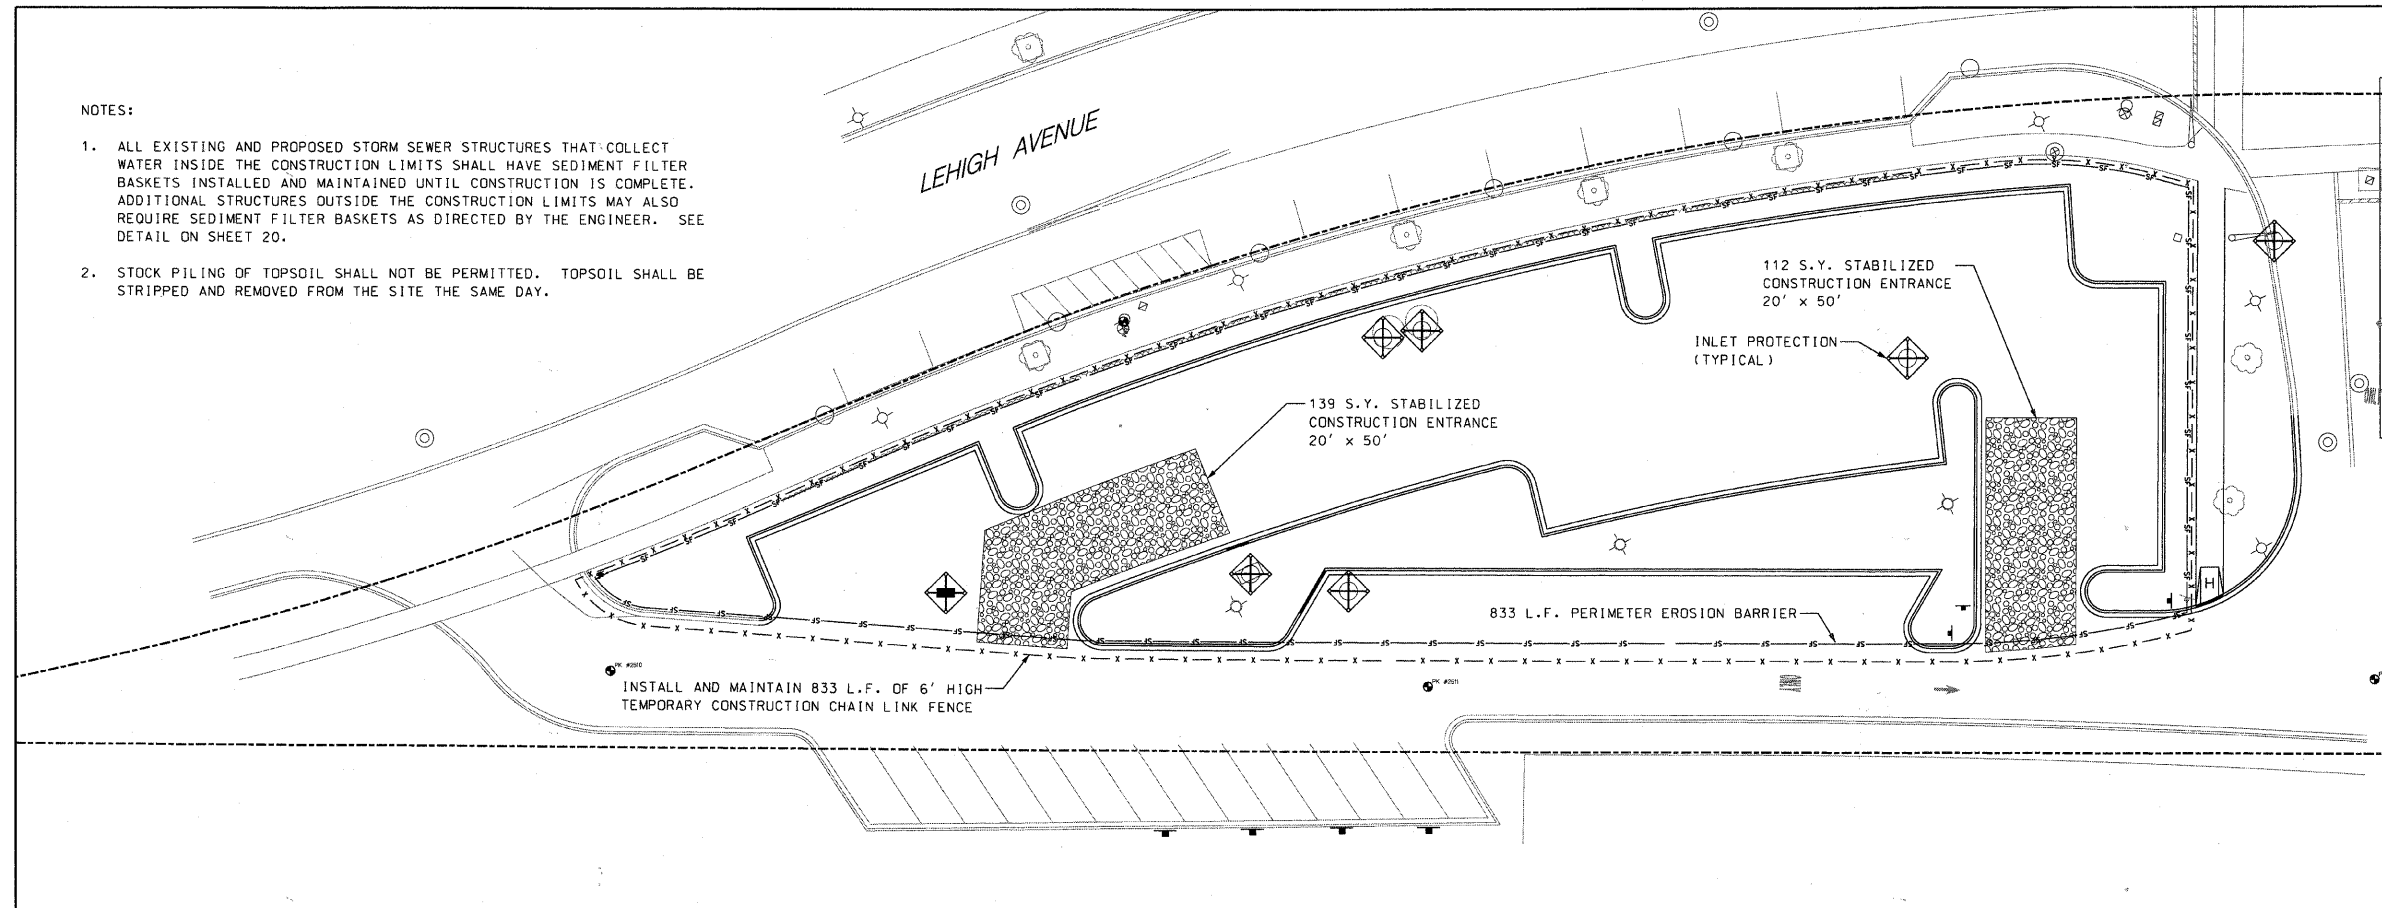 NOTES:
1. ALL EXISTING AND PROPOSED STORM SEWER STRUCTURES THAT COLLECT
WATER INSIDE THE CONSTRUCTION LIMITS SHALL HAVE SEDIMENT FILTER
BASKETS INSTALLED AND MAINTAINED UNTIL CONSTRUCTION IS COMPLETE.
ADDITIONAL STRUCTURES OUTSIDE THE CONSTRUCTION LIMITS MAY ALSO
REQUIRE SEDIMENT FILTER BASKETS AS DIRECTED BY THE ENGINEER. SEE
DETAIL ON SHEET 20.
2. STOCK PILING OF TOPSOIL SHALL NOT BE PERMITTED. TOPSOIL SHALL BE
STRIPPED AND REMOVED FROM THE SITE THE SAME DAY.
LEHIGH AVENUE
112 S.Y. STABILIZED
CONSTRUCTION ENTRANCE
20' x 50'
INLET PROTECTION
(TYPICAL)
139 S.Y. STABILIZED
CONSTRUCTION ENTRANCE
20' x 50'
833 L.F. PERIMETER EROSION BARRIER
H
PK #2510
PK #2511
INSTALL AND MAINTAIN 833 L.F. OF 6' HIGH
TEMPORARY CONSTRUCTION CHAIN LINK FENCE